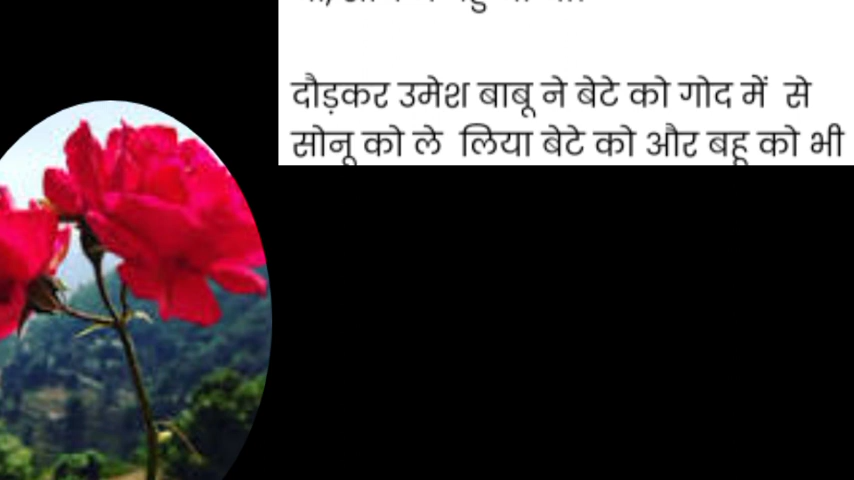 दौड़कर उमेश बाबू ने बेटे को गोद में से
सोनू को ले लिया बेटे को और बहू को भी